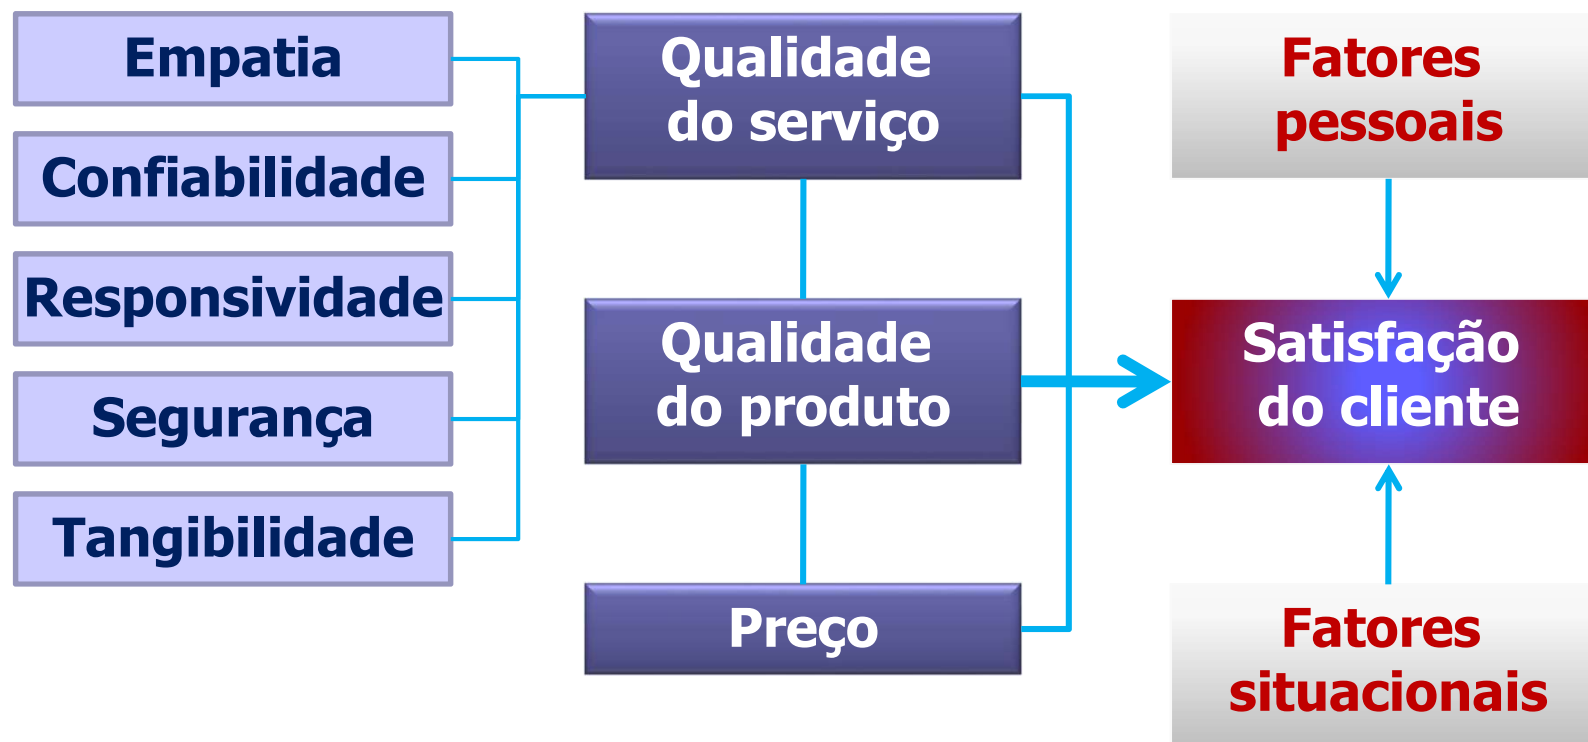 Empatia
Confiabilidade
Responsividade
Segurança
Tangibilidade
Qualidade
do serviço
Qualidade
do produto
Preço
Fatores
pessoais
Satisfação
do cliente
Fatores
situacionais